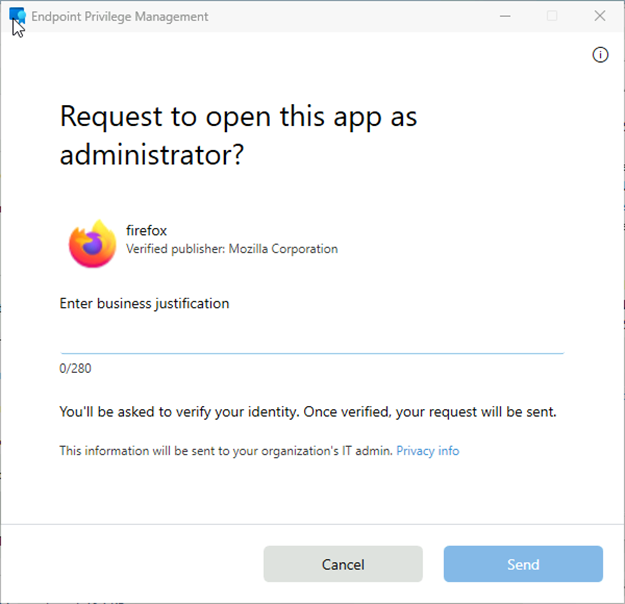 Endpoint Privilege Management
Request to open this app as
administrator?
firefox
Verified publisher: Mozilla Corporation
Enter business justification
0/280
You'll be asked to verify your identity. Once verified, your request will be sent.
This information will be sent to your organization's IT admin. Privacy info
Cancel
Send